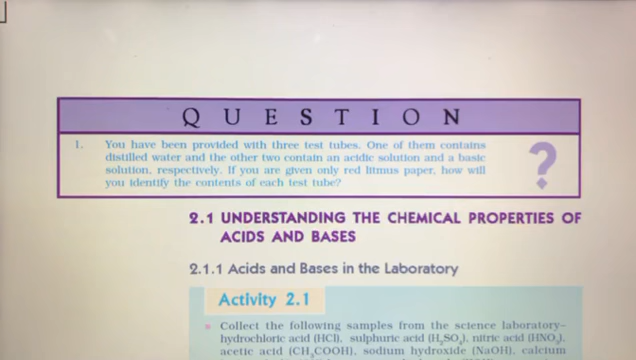 QUESTION
1. You have been provided with three test tubes. One of them contains
distilled water and the other two contain an acidic solution and a basic
solution, respectively. If you are given only red litmus paper, how will
you identify the contents of each test tube?
?
2.1 UNDERSTANDING THE CHEMICAL PROPERTIES OF
ACIDS AND BASES
2.1.1 Acids and Bases in the Laboratory
Activity 2.1
Collect the following samples from the science laboratory–
hydrochloric acid (HCl), sulphuric acid (H₂SO₄), nitric acid (HNO₃),
acetic acid (CH₃COOH), sodium hydroxide (NaOH), calcium